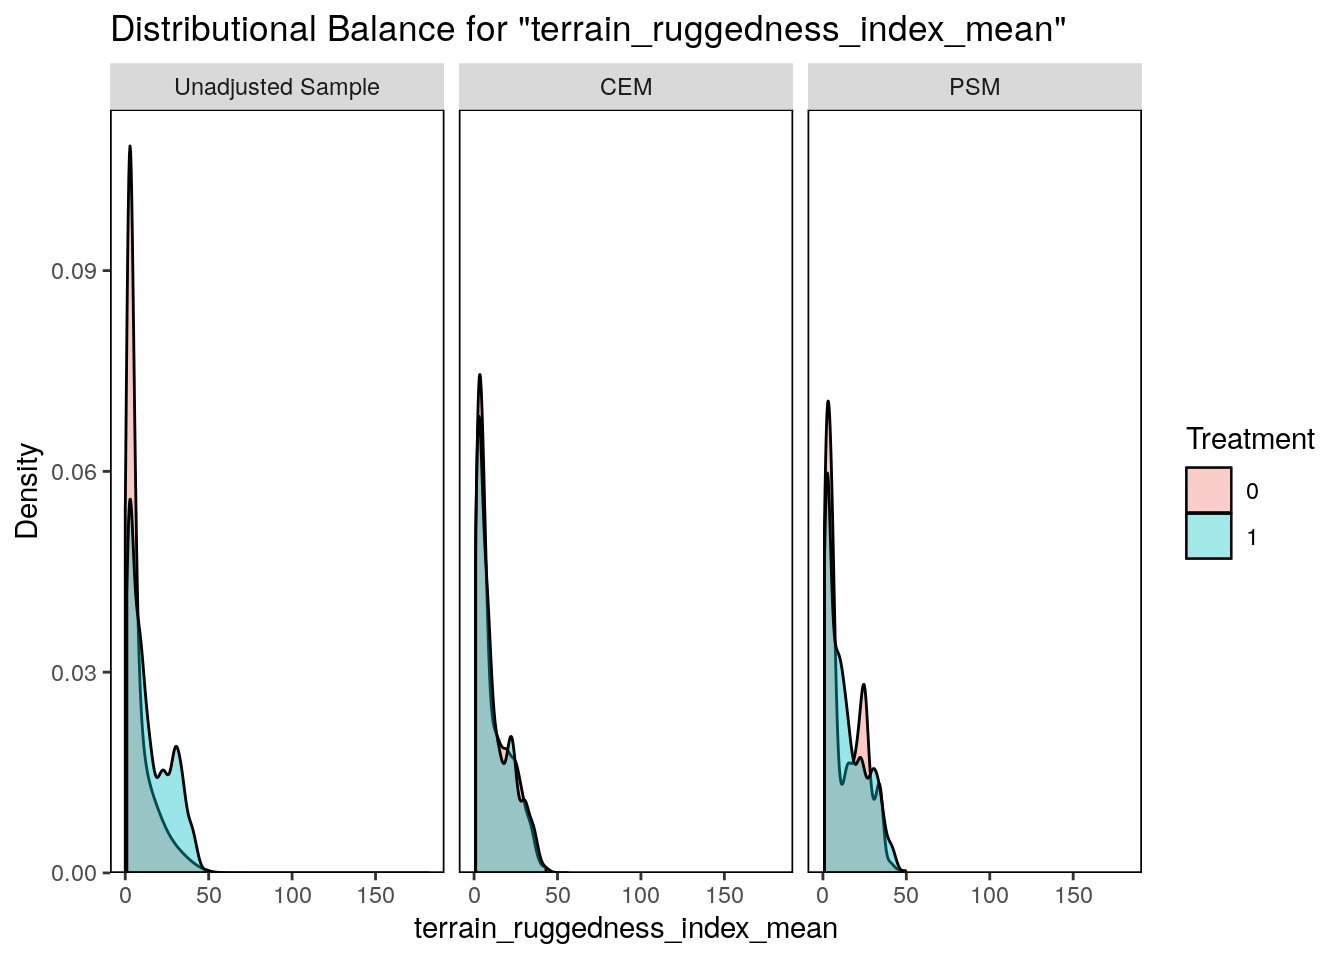 Distributional Balance for "terrain_ruggedness_index_mean"
Unadjusted Sample
CEM
PSM
Density
0.09
0.06
0.03
0.00
0 50 100 150
0 50 100 150
0 50 100 150
terrain_ruggedness_index_mean
Treatment
0
1